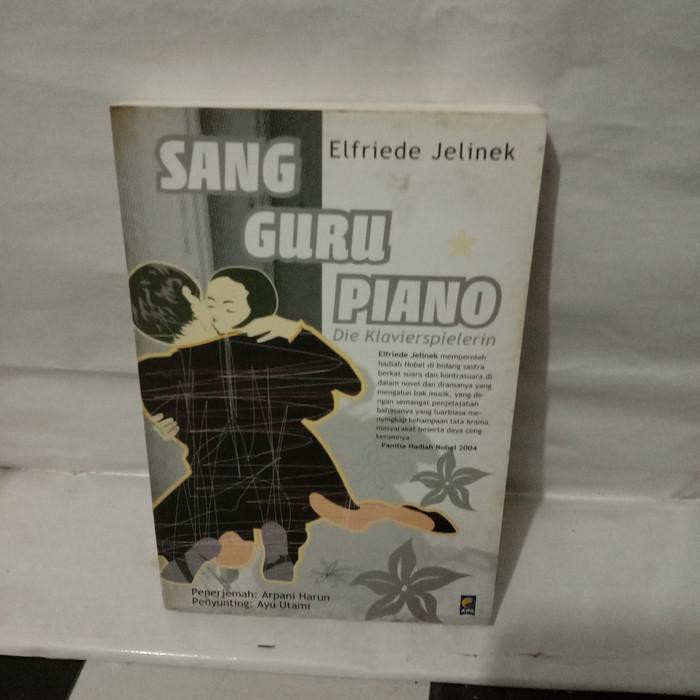 Elfriede Jelinek
SANG
GURU
PIANO
Die Klavierspielerin
Elfriede Jelinek memperoleh
hadiah Nobel di bidang sastra
berkat suara dan kontrasuara di
dalam novel dan dramanya yang
mengalun bak musik, yang de-
ngan semangat penjelajahan
bahasanya yang luarbiasa me-
nyingkap kehampaan tata-krama
masyarakat beserta daya ceng-
keramnya.
Panitia Hadiah Nobel 2004
Penerjemah: Arpani Harun
Penyunting: Ayu Utami
KPG